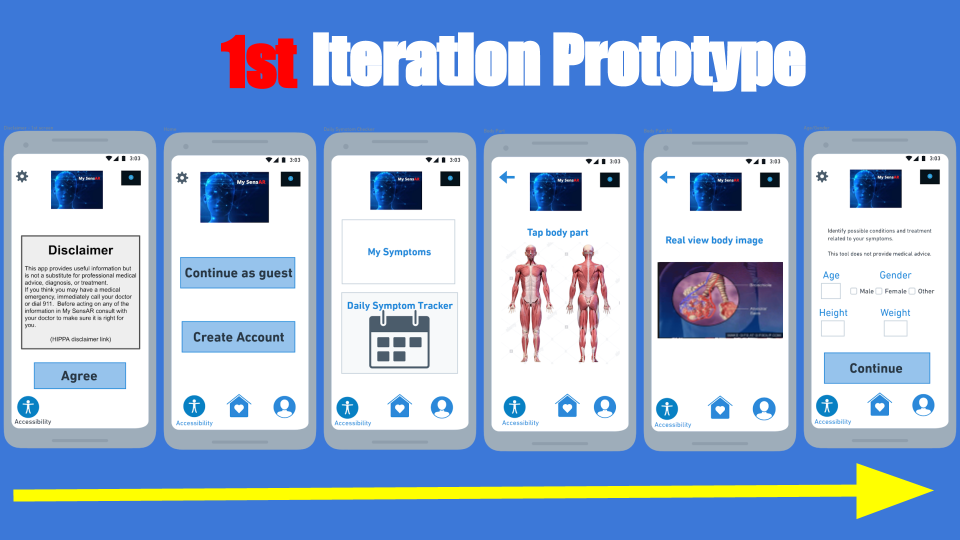 1st Iteration Prototype
3:03
My SensAR
Disclaimer
This app provides useful information but
is not a substitute for professional medical
advice, diagnosis, or treatment.
If you think you may have a medical
emergency, immediately call your doctor
or dial 911. Before acting on any of the
information in My SensAR consult with
your doctor to make sure it is right for
you.
(HIPPA disclaimer link)
Agree
Accessibility
3:03
My SensAR
Continue as guest
Create Account
Accessibility
3:03
My SensAR
My Symptoms
Daily Symptom Tracker
Accessibility
3:03
My SensAR
Tap body part
Accessibility
3:03
My SensAR
Real view body image
Accessibility
3:03
My SensAR
Identify possible conditions and treatment
related to your symptoms.
This tool does not provide medical advice.
Age Gender
Male Female Other
Height Weight
Continue
Accessibility